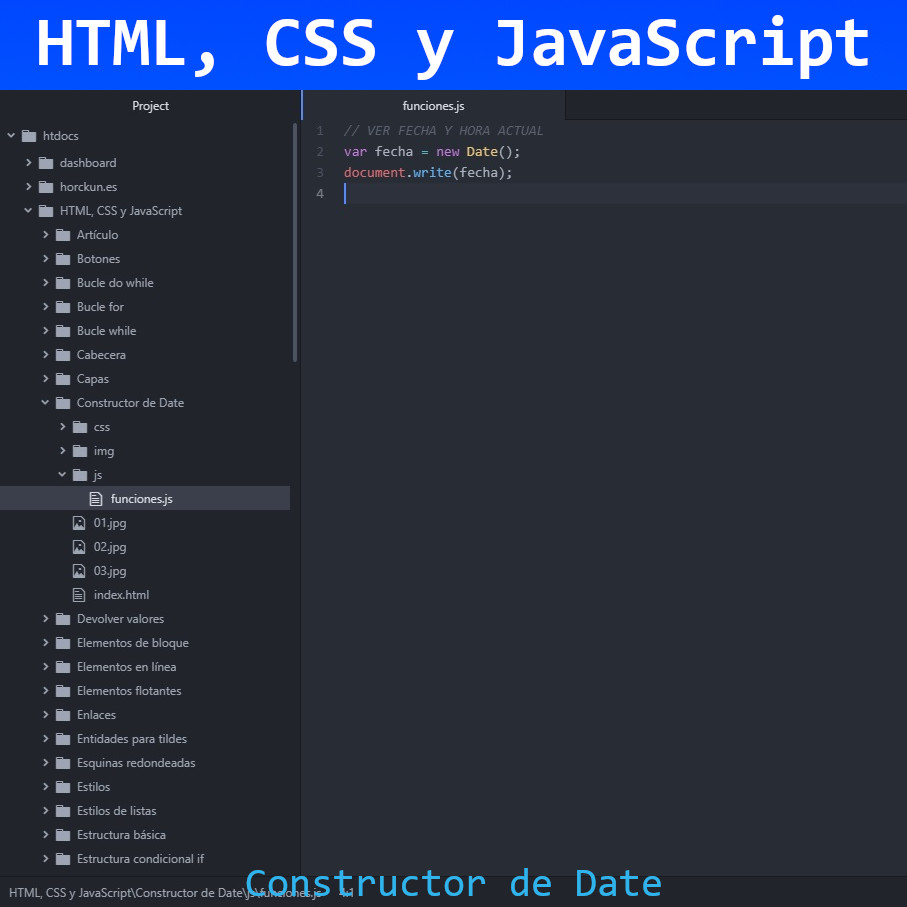 HTML, CSS y JavaScript
Project
htdocs
dashboard
horckun.es
HTML, CSS y JavaScript
Artículo
Botones
Bucle do while
Bucle for
Bucle while
Cabecera
Capas
Constructor de Date
css
img
js
funciones.js
01.jpg
02.jpg
03.jpg
index.html
Devolver valores
Elementos de bloque
Elementos en línea
Elementos flotantes
Enlaces
Entidades para tildes
Esquinas redondeadas
Estilos
Estilos de listas
Estructura básica
Estructura condicional if
funciones.js
1 // VER FECHA Y HORA ACTUAL
2 var fecha = new Date();
3 document.write(fecha);
4
HTML, CSS y JavaScript\Constructor de Date\js\funciones.js 4:1
Constructor de Date